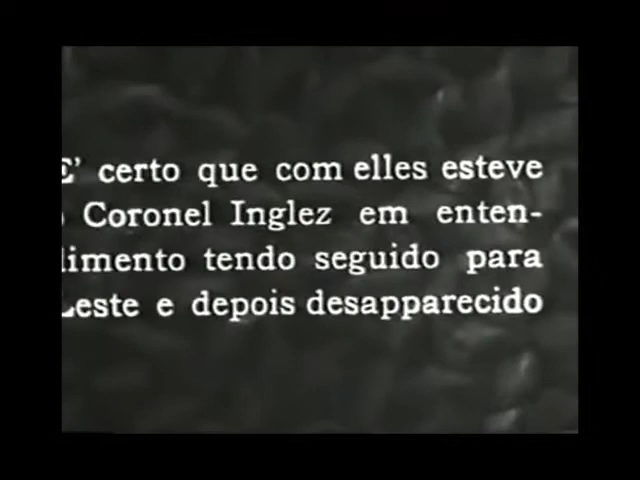 E' certo que com elles esteve
o Coronel Inglez em enten-
dimento tendo seguido para
Leste e depois desapparecido